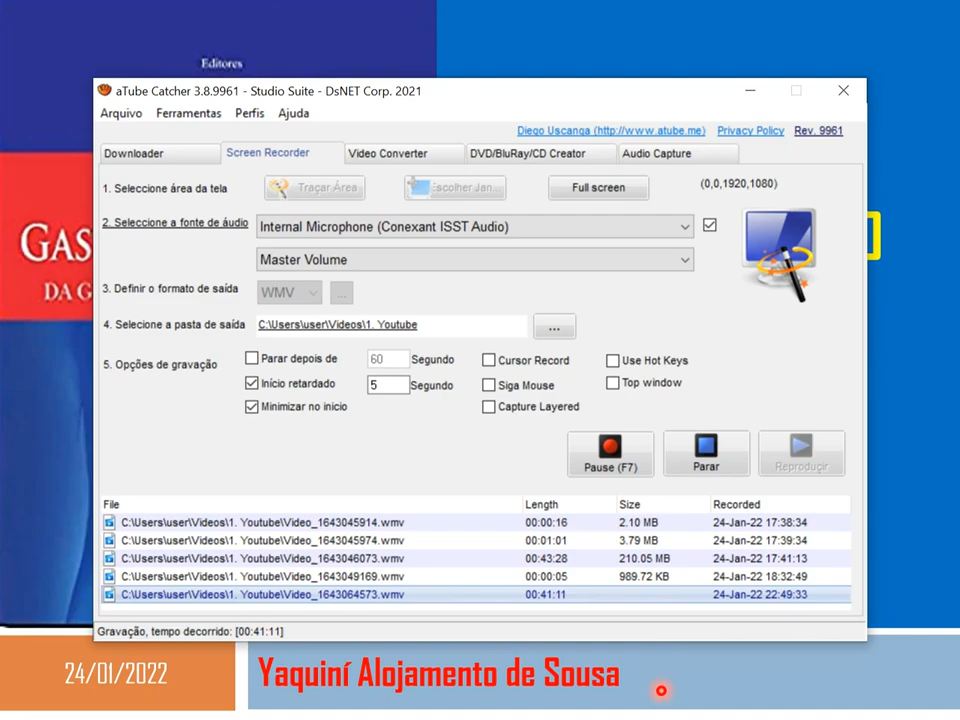 Editores
aTube Catcher 3.8.9961 - Studio Suite - DsNET Corp. 2021
Arquivo Ferramentas Perfis Ajuda
Diego Uscanga (http://www.atube.me) Privacy Policy Rev. 9961
Downloader Screen Recorder Video Converter DVD/BluRay/CD Creator Audio Capture
1. Seleccione área da tela Traçar Área Escolher Jan... Full screen (0,0,1920,1080)
2. Seleccione a fonte de áudio Internal Microphone (Conexant ISST Audio)
GAS
Master Volume
DA G
3. Definir o formato de saída WMV ...
4. Selecione a pasta de saída C:\Users\user\Videos\1. Youtube ...
5. Opções de gravação
Parar depois de 60 Segundo Cursor Record Use Hot Keys
Início retardado 5 Segundo Siga Mouse Top window
Minimizar no início Capture Layered
Pause (F7) Parar Reproduçir
File Length Size Recorded
C:\Users\user\Videos\1. Youtube\Video_1643045914.wmv 00:00:16 2.10 MB 24-Jan-22 17:38:34
C:\Users\user\Videos\1. Youtube\Video_1643045974.wmv 00:01:01 3.79 MB 24-Jan-22 17:39:34
C:\Users\user\Videos\1. Youtube\Video_1643046073.wmv 00:43:28 210.05 MB 24-Jan-22 17:41:13
C:\Users\user\Videos\1. Youtube\Video_1643049169.wmv 00:00:05 989.72 KB 24-Jan-22 18:32:49
C:\Users\user\Videos\1. Youtube\Video_1643064573.wmv 00:41:11 24-Jan-22 22:49:33
Gravação, tempo decorrido: [00:41:11]
24/01/2022 Yaquiní Alojamento de Sousa